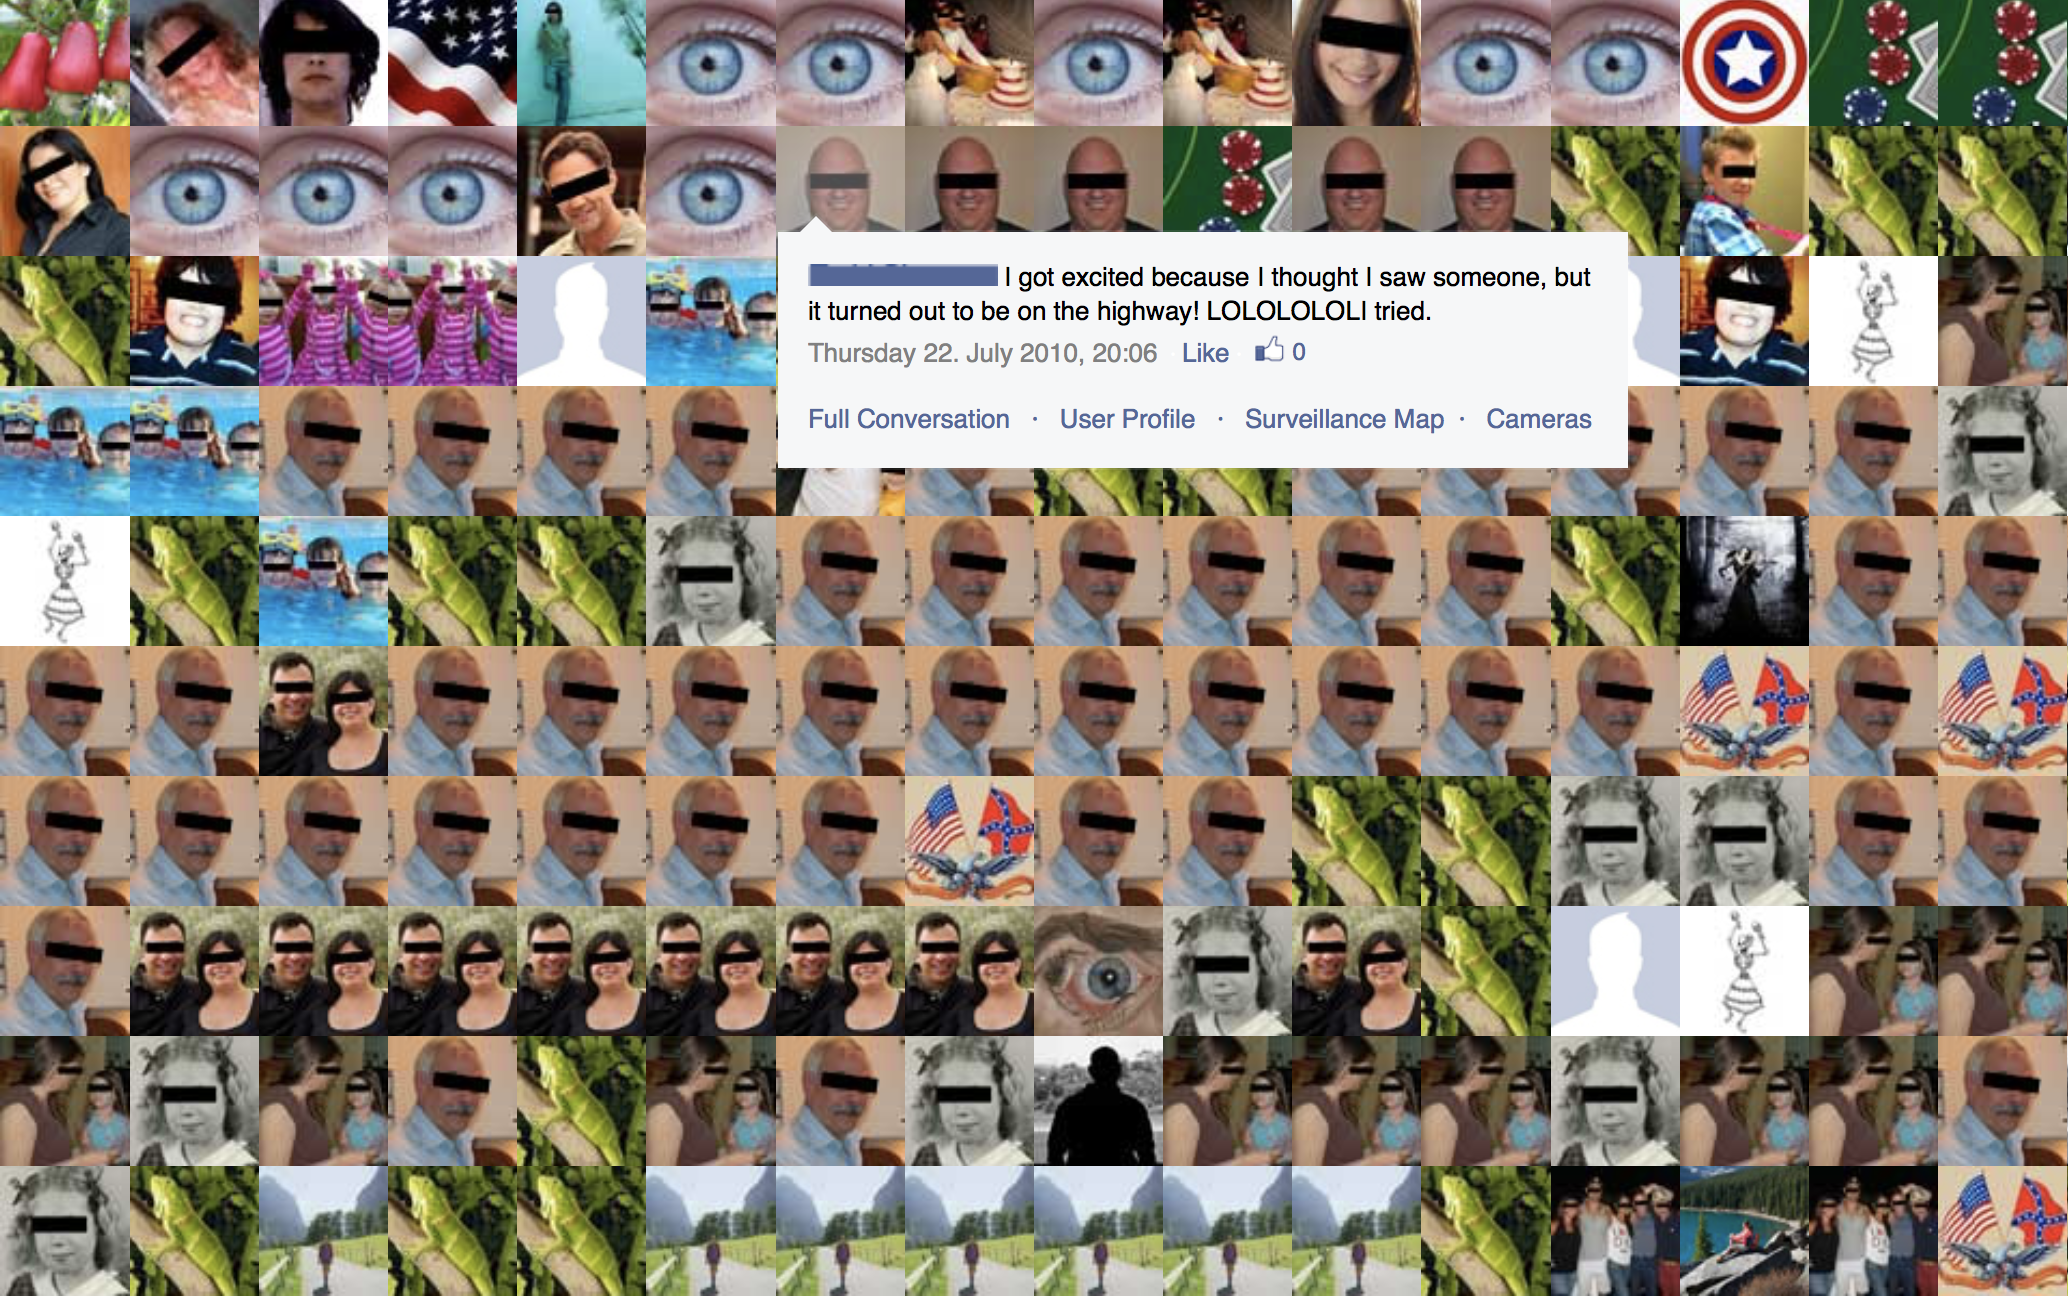 I got excited because I thought I saw someone, but
it turned out to be on the highway! LOLOLOLOLI tried.
Thursday 22. July 2010, 20:06 Like 0
Full Conversation · User Profile · Surveillance Map · Cameras